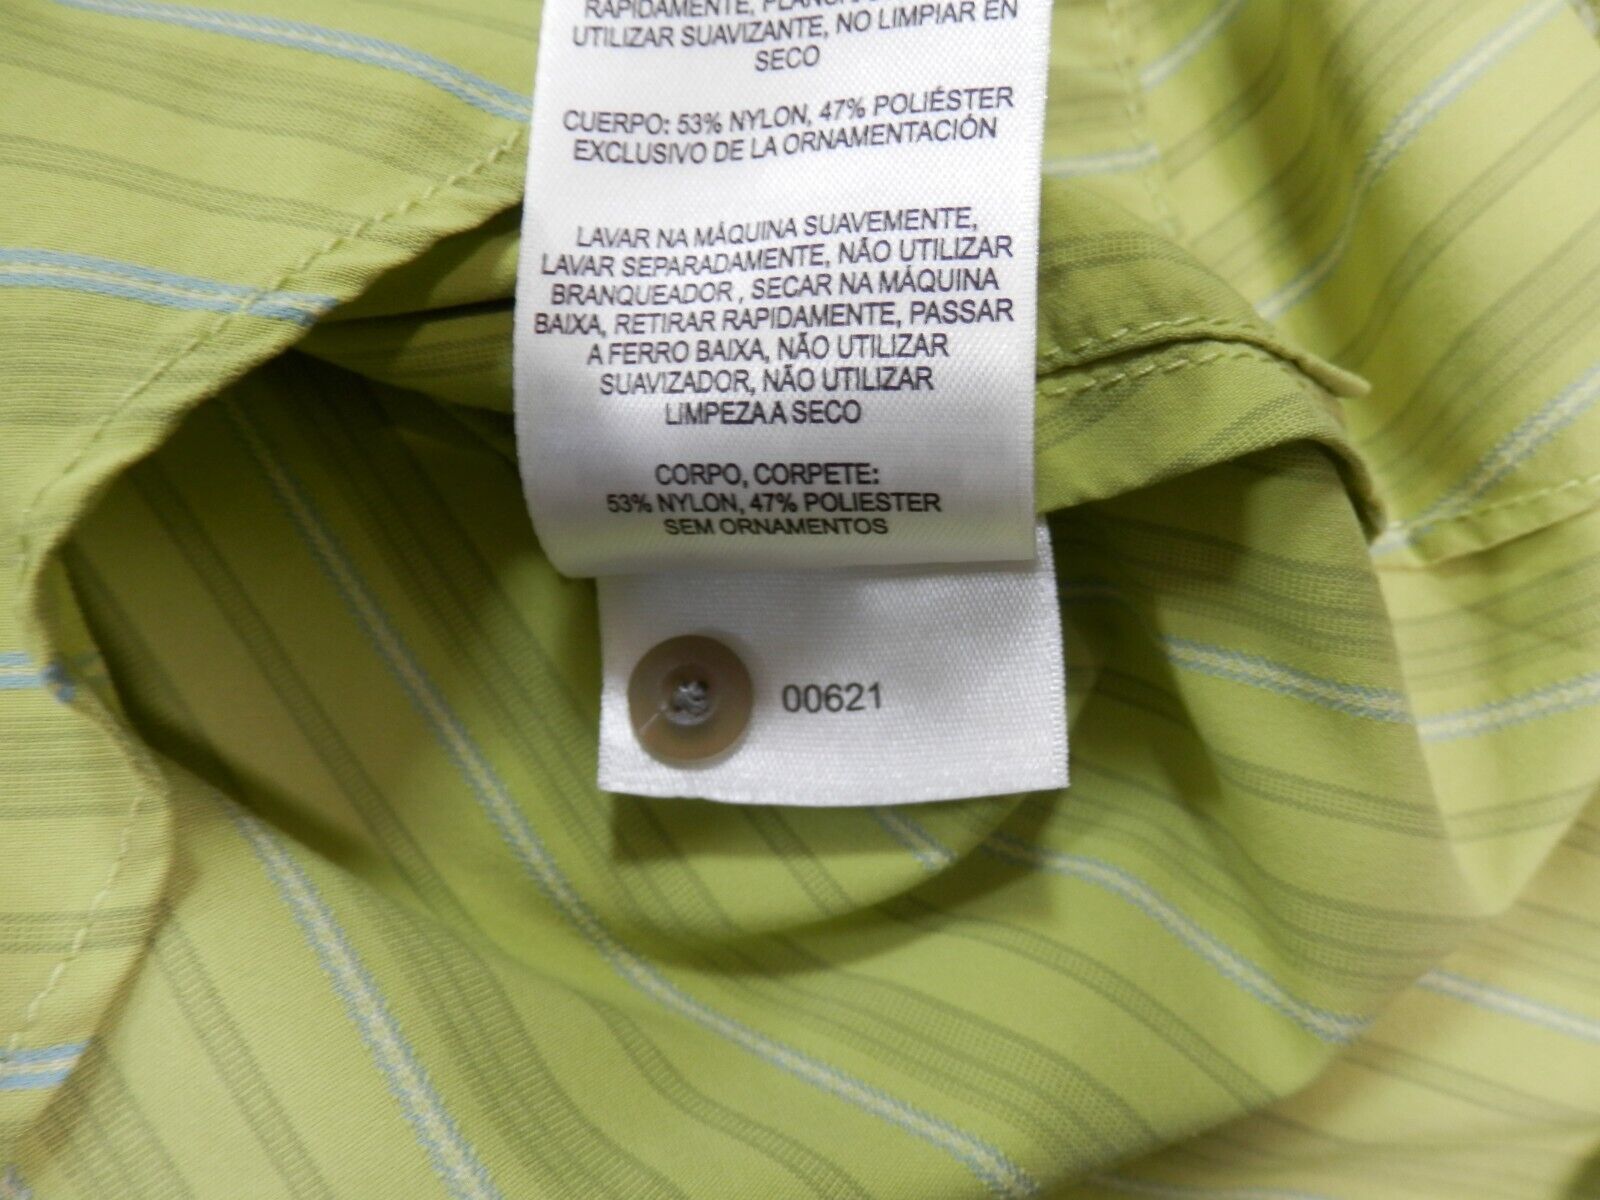 RAPIDAMENTE,
UTILIZAR SUAVIZANTE, NO LIMPIAR EN
SECO
CUERPO: 53% NYLON, 47% POLIÉSTER
EXCLUSIVO DE LA ORNAMENTACIÓN
LAVAR NA MÁQUINA SUAVEMENTE,
LAVAR SEPARADAMENTE, NÃO UTILIZAR
BRANQUEADOR, SECAR NA MÁQUINA
BAIXA, RETIRAR RAPIDAMENTE, PASSAR
A FERRO BAIXA, NÃO UTILIZAR
SUAVIZADOR, NÃO UTILIZAR
LIMPEZA A SECO
CORPO, CORPETE:
53% NYLON, 47% POLIESTER
SEM ORNAMENTOS
00621